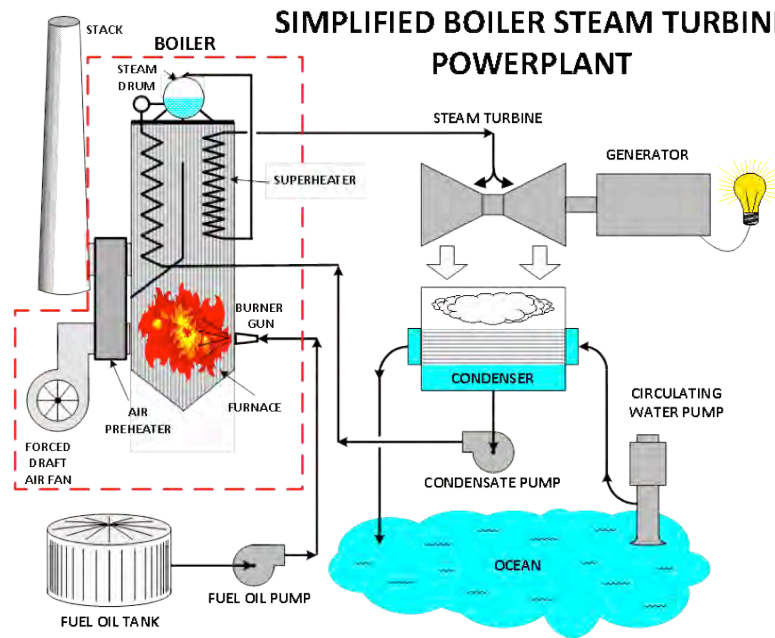 SIMPLIFIED BOILER STEAM TURBINE
POWERPLANT
STACK
BOILER
STEAM
DRUM
STEAM TURBINE
GENERATOR
SUPERHEATER
BURNER
GUN
CONDENSER
FURNACE
AIR
PREHEATER
CIRCULATING
WATER PUMP
FORCED
DRAFT
AIR FAN
CONDENSATE PUMP
OCEAN
FUEL OIL PUMP
FUEL OIL TANK